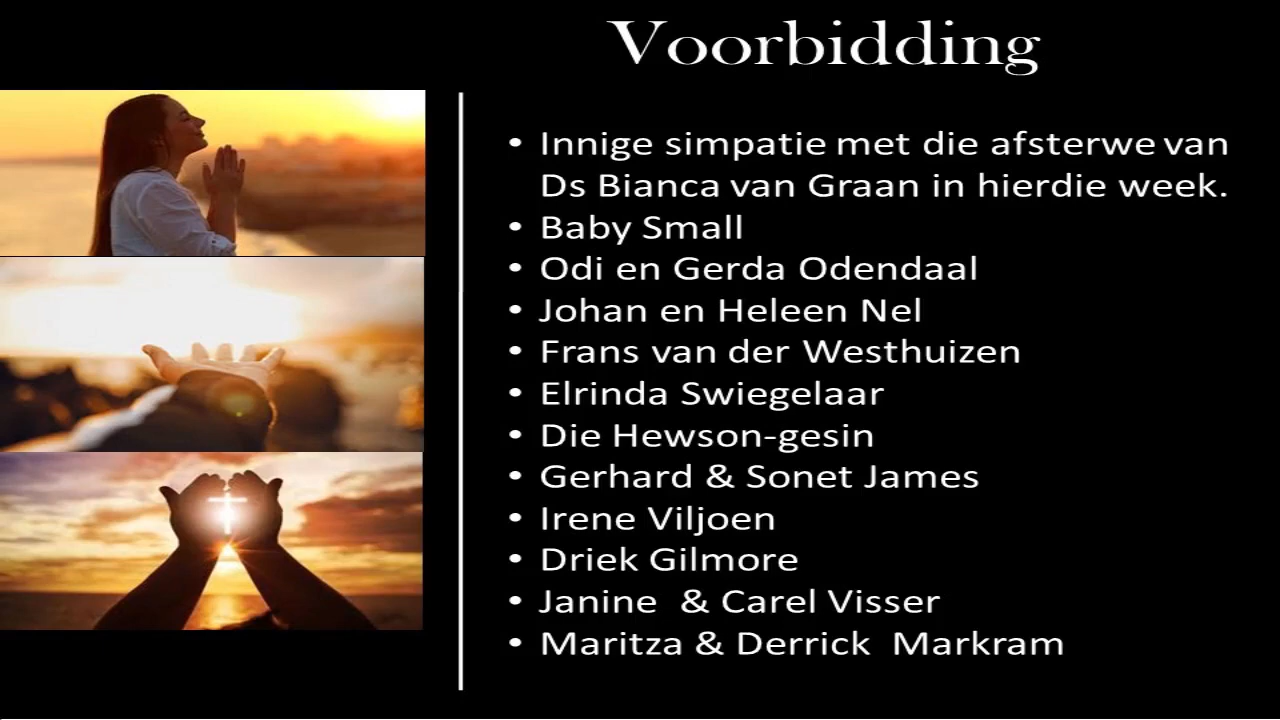 Voorbidding
• Innige simpatie met die afsterwe van
Ds Bianca van Graan in hierdie week.
• Baby Small
• Odi en Gerda Odendaal
• Johan en Heleen Nel
• Frans van der Westhuizen
• Elrinda Swiegelaar
• Die Hewson-gesin
• Gerhard & Sonet James
• Irene Viljoen
• Driek Gilmore
• Janine  & Carel Visser
• Maritza & Derrick  Markram